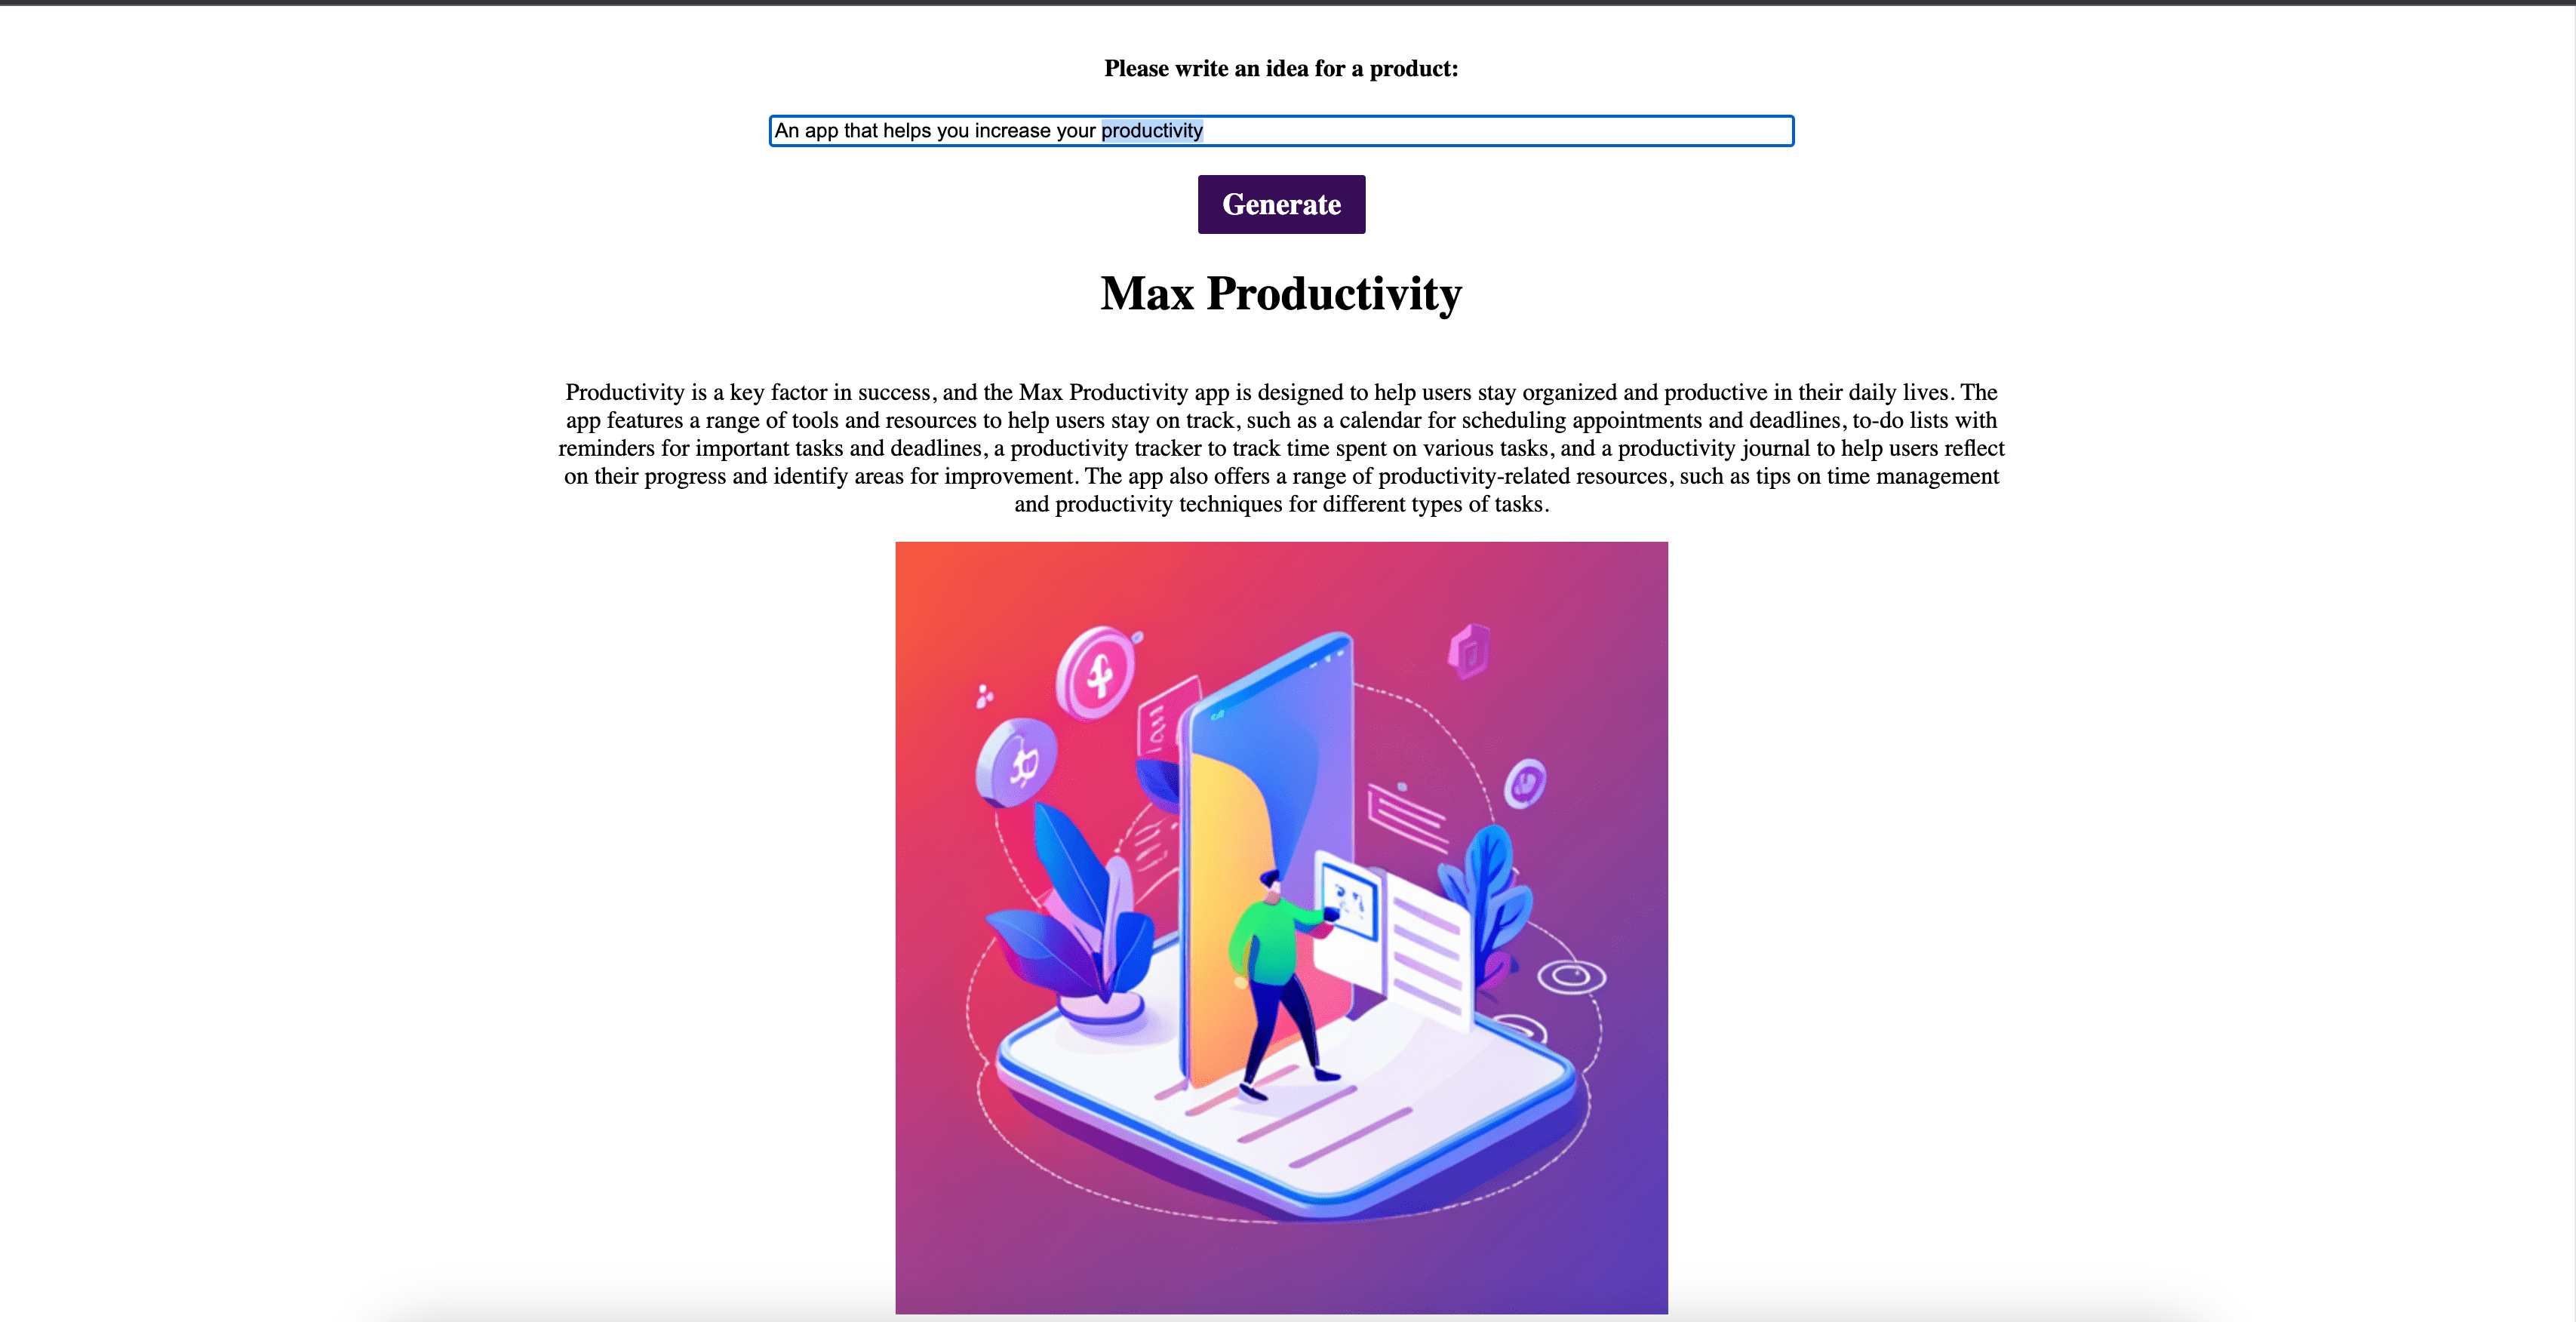 Please write an idea for a product:
An app that helps you increase your productivity
Generate
Max Productivity
Productivity is a key factor in success, and the Max Productivity app is designed to help users stay organized and productive in their daily lives. The
app features a range of tools and resources to help users stay on track, such as a calendar for scheduling appointments and deadlines, to-do lists with
reminders for important tasks and deadlines, a productivity tracker to track time spent on various tasks, and a productivity journal to help users reflect
on their progress and identify areas for improvement. The app also offers a range of productivity-related resources, such as tips on time management
and productivity techniques for different types of tasks.